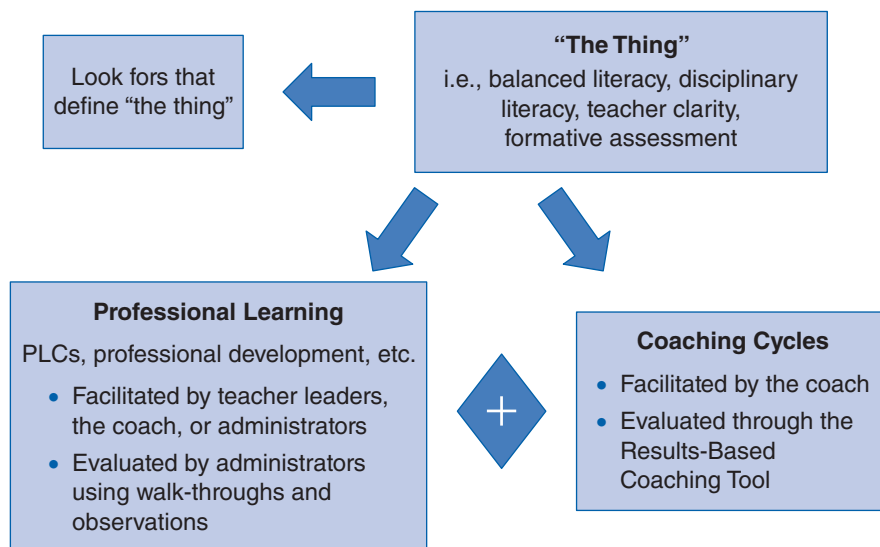 Look fors that
define “the thing”
“The Thing”
i.e., balanced literacy, disciplinary
literacy, teacher clarity,
formative assessment
Professional Learning
PLCs, professional development, etc.
• Facilitated by teacher leaders,
the coach, or administrators
• Evaluated by administrators
using walk-throughs and
observations
+
Coaching Cycles
• Facilitated by the coach
• Evaluated through the
Results-Based
Coaching Tool